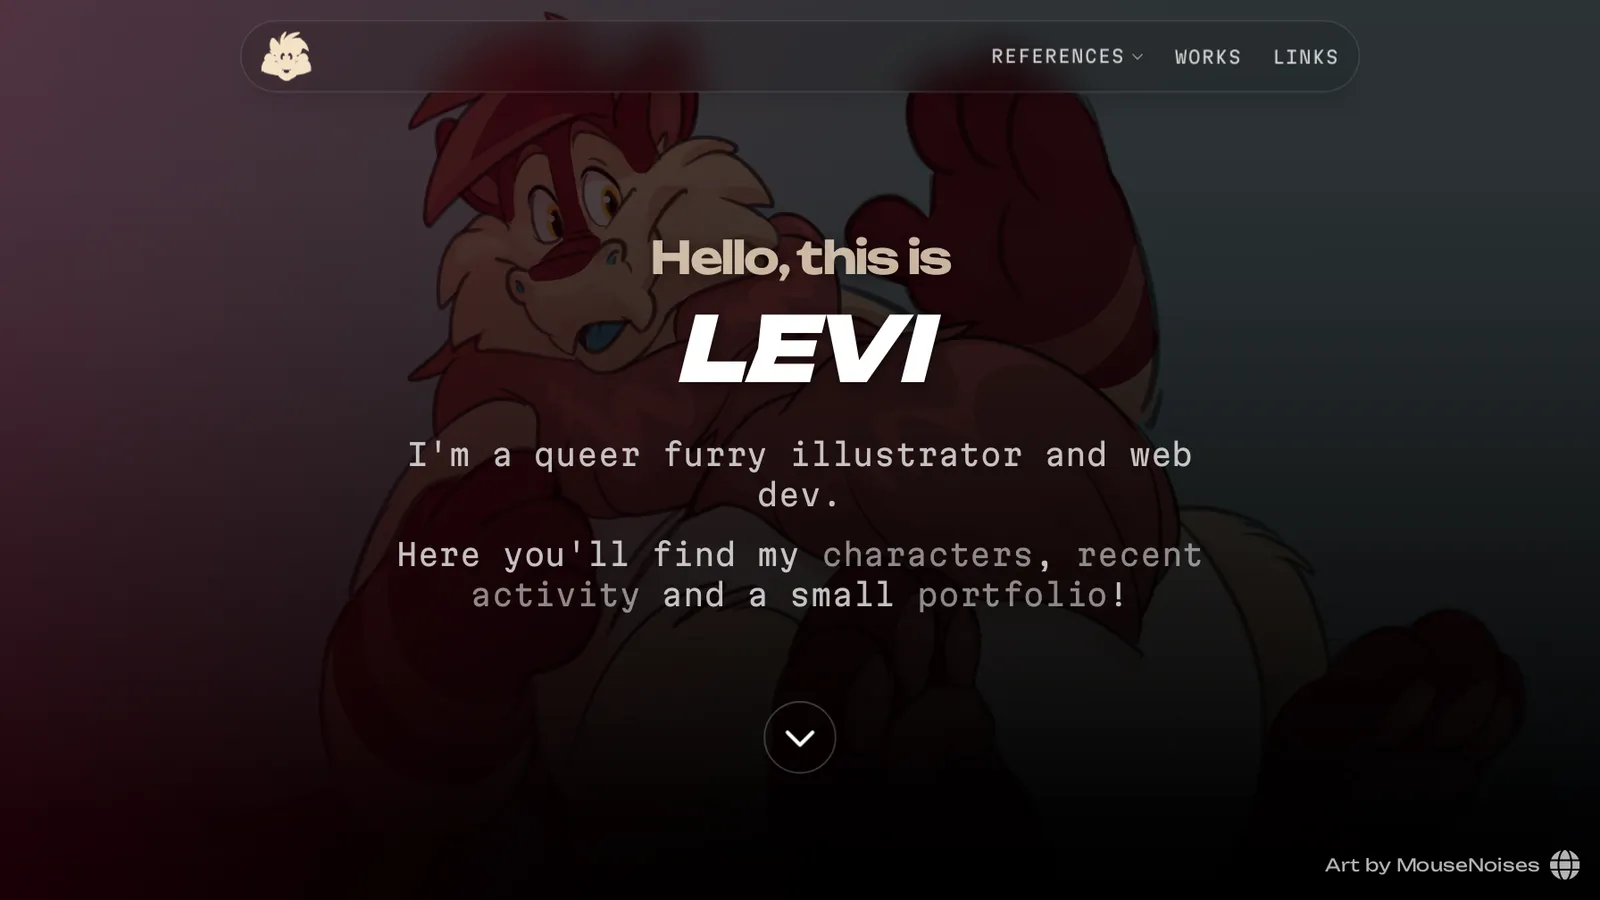 REFERENCES WORKS LINKS
Hello, this is
LEVI
I'm a queer furry illustrator and web
dev.
Here you'll find my characters, recent
activity and a small portfolio!
Art by MouseNoises